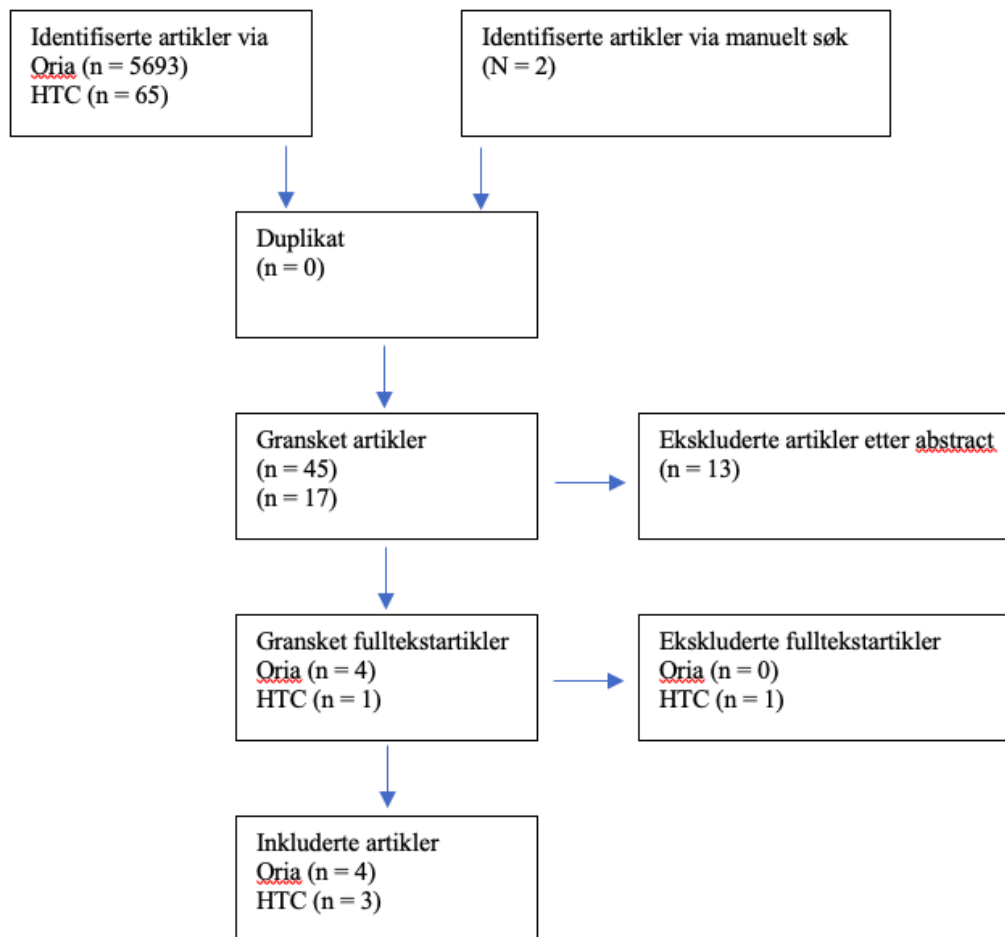 Identifiserte artikler via
Oria (n = 5693)
HTC (n = 65)
Identifiserte artikler via manuelt søk
(N = 2)
Duplikat
(n = 0)
Gransket artikler
(n = 45)
(n = 17)
Ekskluderte artikler etter abstract
(n = 13)
Gransket fulltekstartikler
Oria (n = 4)
HTC (n = 1)
Ekskluderte fulltekstartikler
Oria (n = 0)
HTC (n = 1)
Inkluderte artikler
Oria (n = 4)
HTC (n = 3)